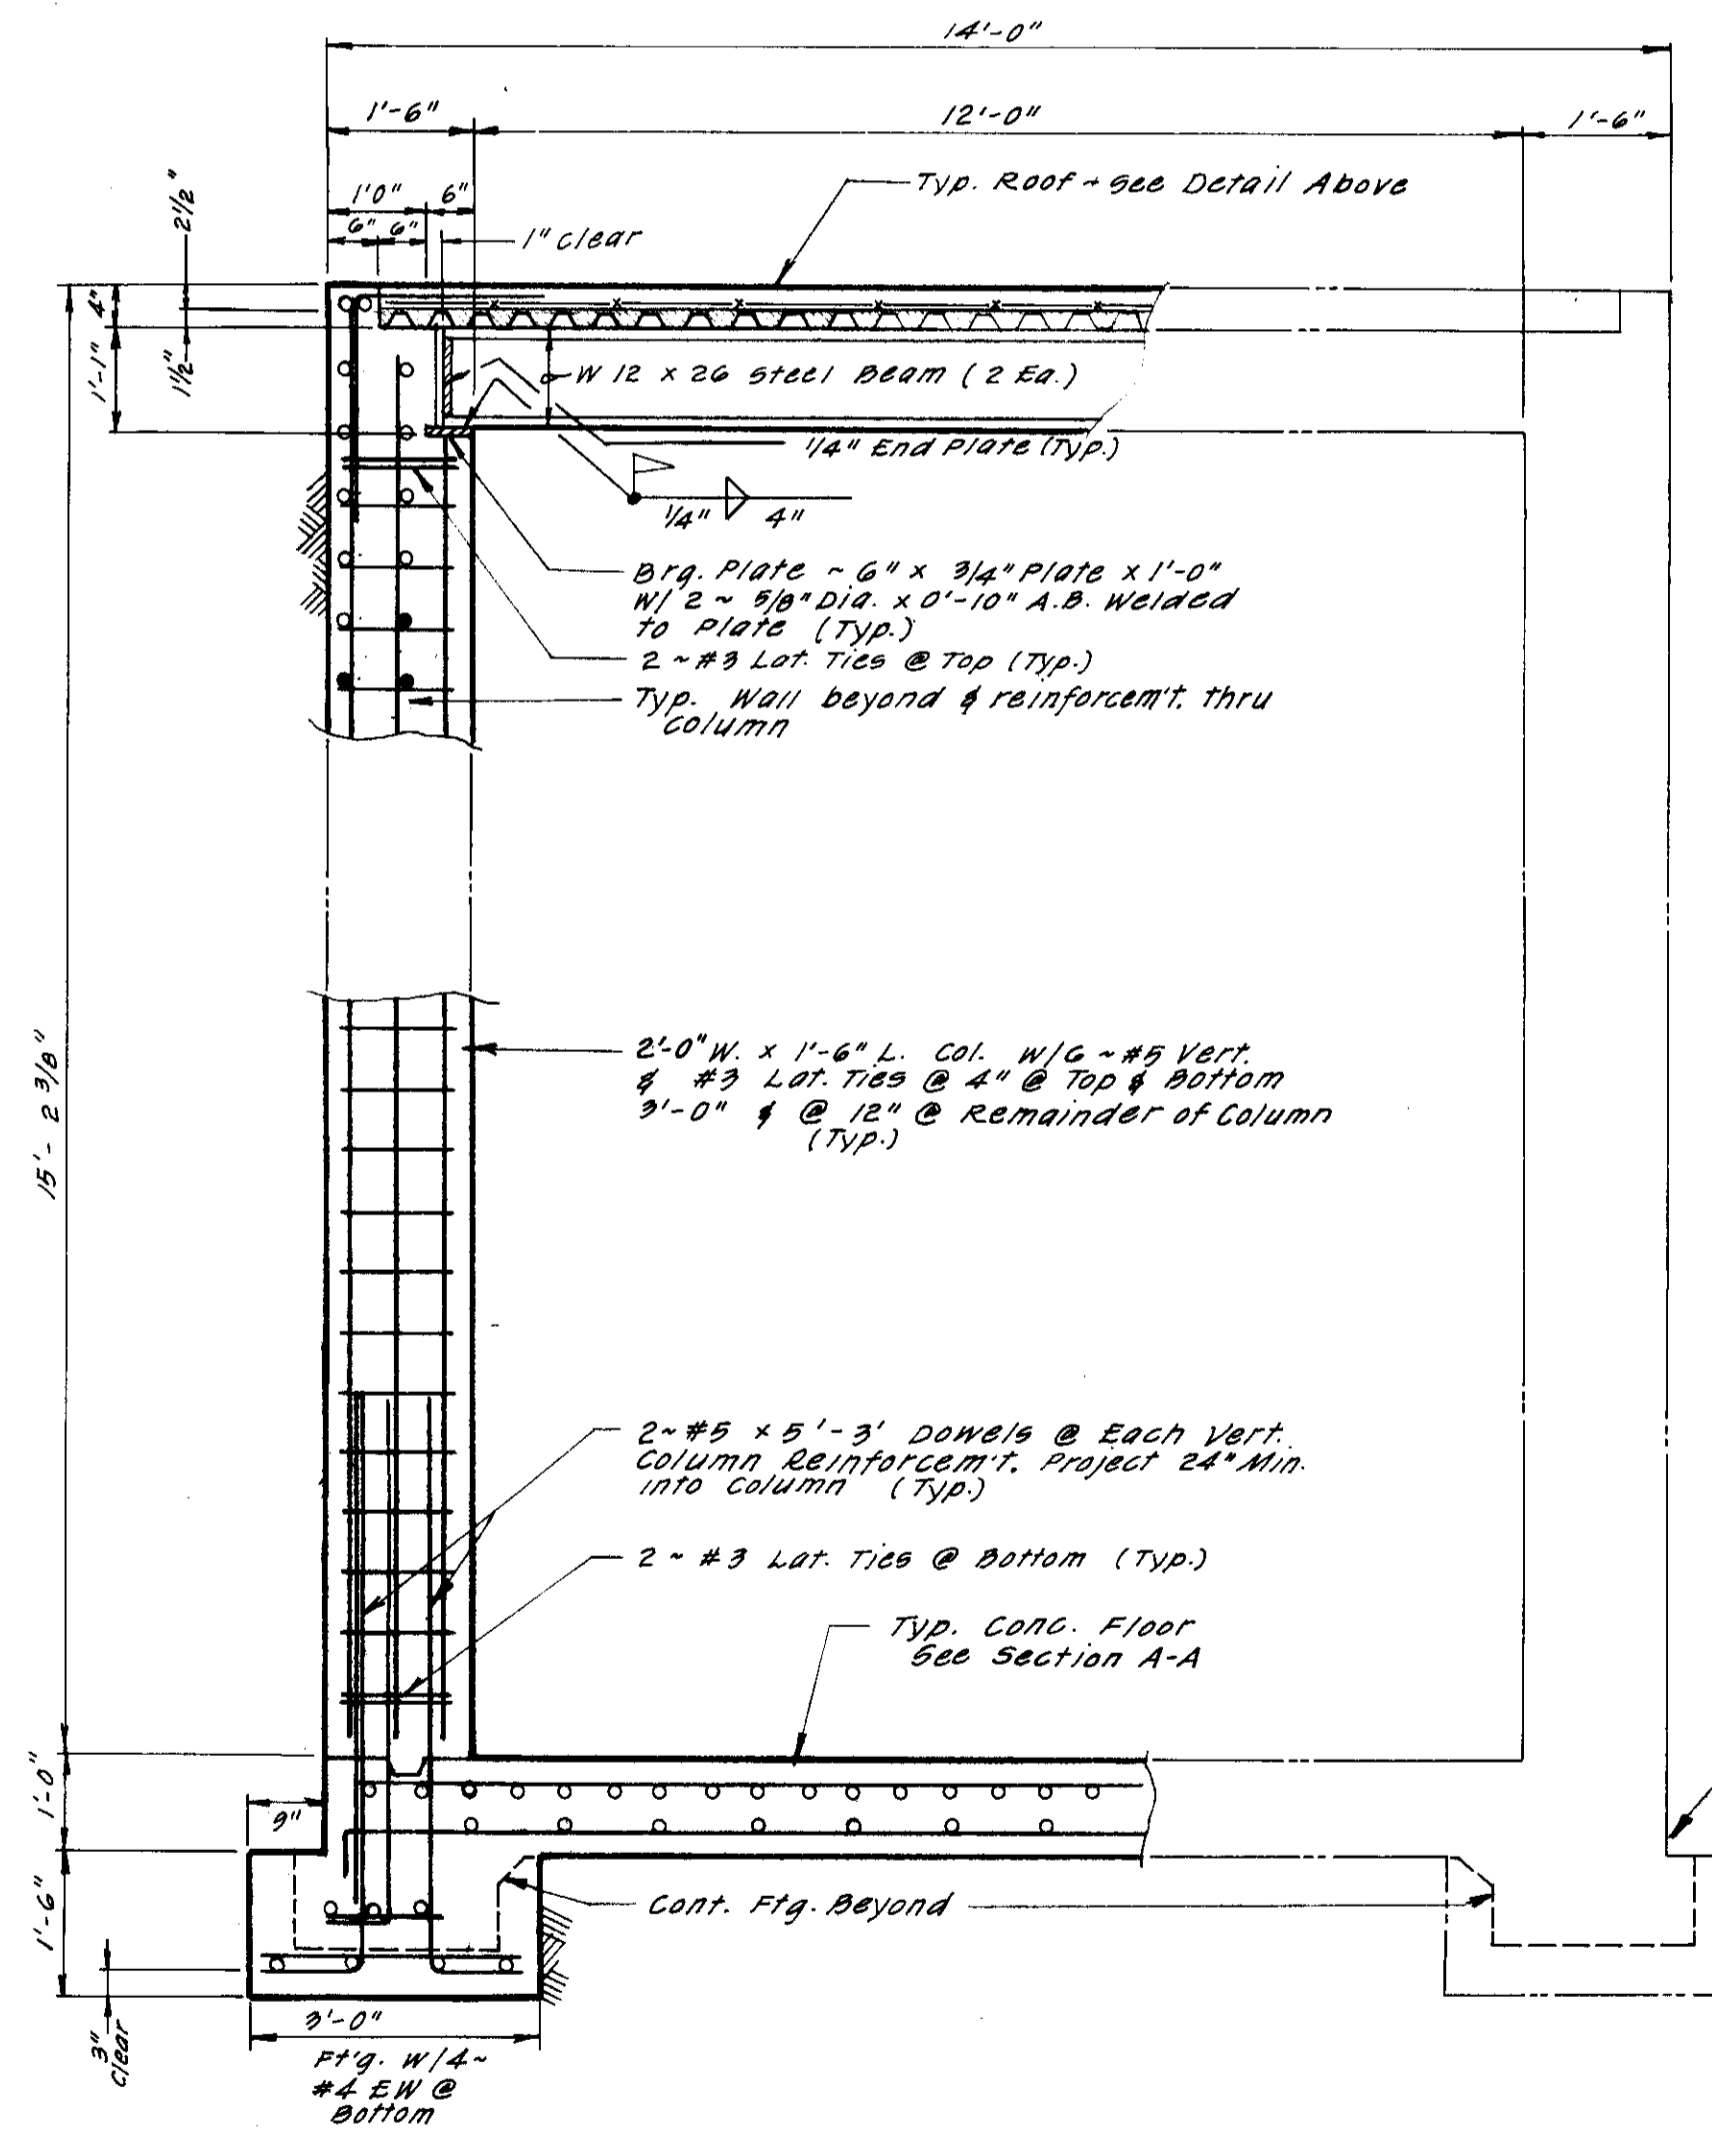 14'-0"
1'-6"
12'-0"
1'-6"
Typ. Roof ~ See Detail Above
1'0"
6"
6"
6"
1" clear
2 1/2"
4"
1'-1"
1 1/2"
W 12 x 26 Steel Beam ( 2 Ea.)
1/4" End Plate (Typ.)
1/4"
4"
Brg. Plate ~ 6" x 3/4" Plate x 1'-0"
W/ 2 ~ 5/8" Dia. x 0'-10" A.B. Welded
to Plate (Typ.)
2 ~ #3 Lat. Ties @ Top (Typ.)
Typ. Wall beyond & reinforcem't. thru
Column
15'- 2 3/8"
2'-0" W. x 1'-6" L. Col. W/6 ~ #5 Vert.
& #3 Lat. Ties @ 4" @ Top & Bottom
3'-0" & @ 12" @ Remainder of Column
(Typ.)
2~ #5 x 5'-3' Dowels @ Each Vert.
Column Reinforcem't. Project 24" Min.
into Column (Typ.)
2 ~ #3 Lat. Ties @ Bottom (Typ.)
Typ. Conc. Floor
See Section A-A
1'-0"
9"
1'-6"
Cont. Ftg. Beyond
3"
Clear
3'-0"
Ft'g. W/4~
#4 EW @
Bottom